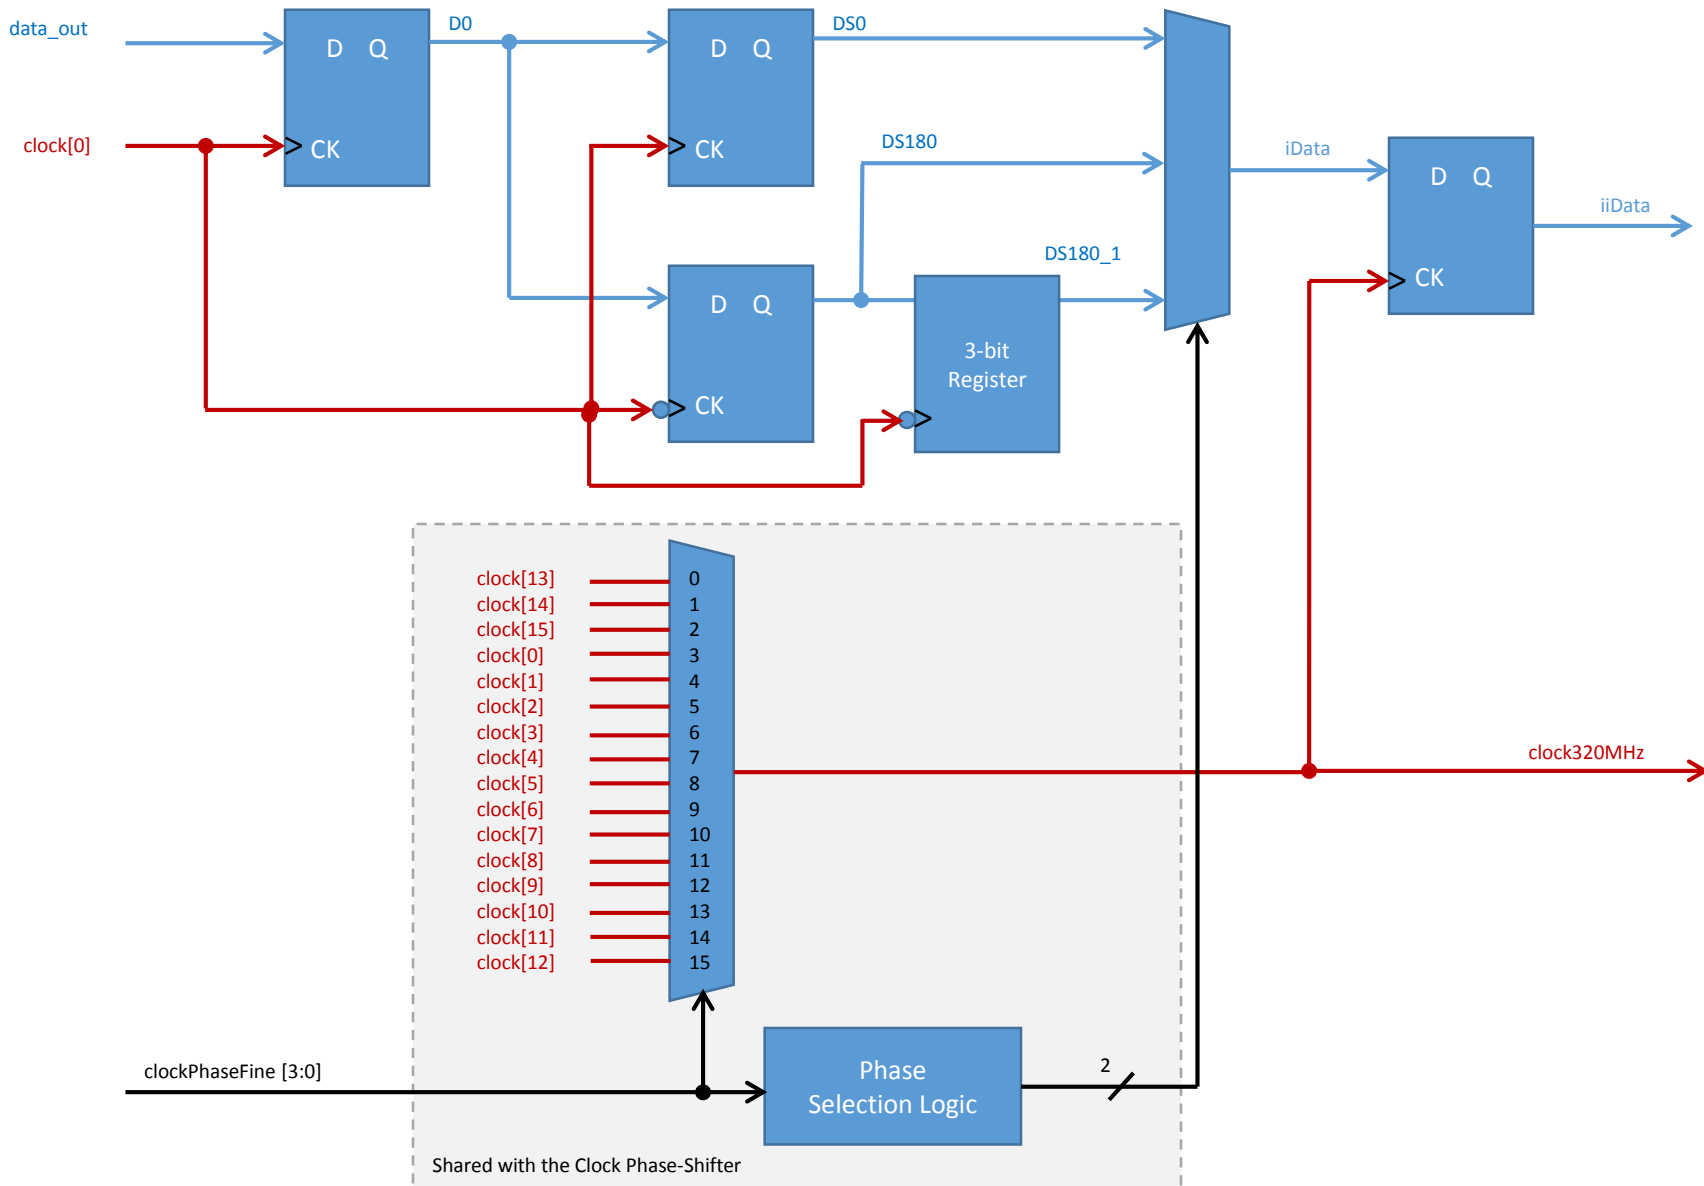 data_out
D0
DS0
D Q
D Q
clock[0]
CK
CK
DS180
iData
D Q
iiData
DS180_1
CK
D Q
3-bit
Register
CK
clock[13]
0
clock[14]
1
clock[15]
2
clock[0]
3
clock[1]
4
clock[2]
5
clock[3]
6
clock[4]
7
clock[5]
8
clock[6]
9
clock[7]
10
clock[8]
11
clock[9]
12
clock[10]
13
clock[11]
14
clock[12]
15
clock320MHz
clockPhaseFine [3:0]
Phase
Selection Logic
2
Shared with the Clock Phase-Shifter